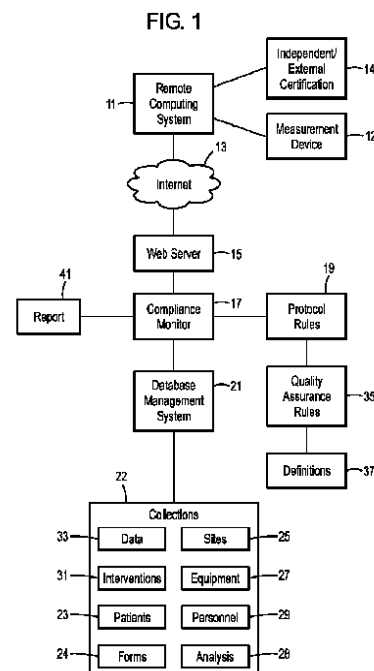 FIG. 1
Independent/
External
Certification
14
Remote
Computing
System
11
Measurement
Device
12
13
Internet
Web Server
15
41
19
Report
Compliance
Monitor
17
Protocol
Rules
Database
Management
System
21
Quality
Assurance
Rules
35
Definitions
37
22
Collections
33
Data
Sites
25
31
Interventions
Equipment
27
23
Patients
Personnel
29
24
Forms
Analysis
28